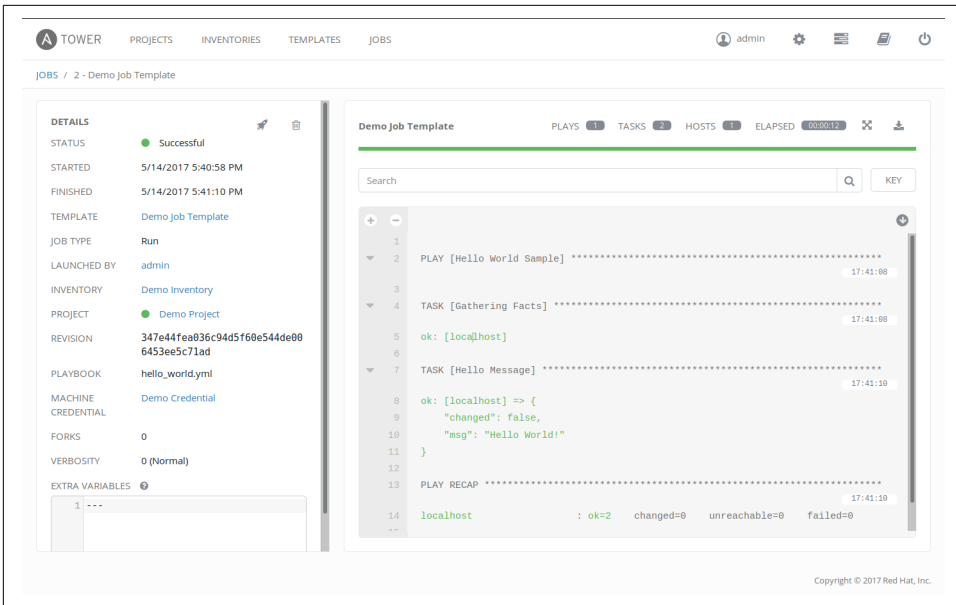 A TOWER PROJECTS INVENTORIES TEMPLATES JOBS admin
JOBS / 2 - Demo Job Template
DETAILS
STATUS Successful
STARTED 5/14/2017 5:40:58 PM
FINISHED 5/14/2017 5:41:10 PM
TEMPLATE Demo Job Template
JOB TYPE Run
LAUNCHED BY admin
INVENTORY Demo Inventory
PROJECT Demo Project
REVISION 347e44fea036c94d5f60e544de00
6453ee5c71ad
PLAYBOOK hello_world.yml
MACHINE Demo Credential
CREDENTIAL
FORKS 0
VERBOSITY 0 (Normal)
EXTRA VARIABLES ?
1 ---
Demo Job Template PLAYS 1 TASKS 2 HOSTS 1 ELAPSED 00:00:12
Search KEY
1
2 PLAY [Hello World Sample] *****************************************************
17:41:08
3
4 TASK [Gathering Facts] ********************************************************
17:41:08
5 ok: [localhost]
6
7 TASK [Hello Message] **********************************************************
17:41:10
8 ok: [localhost] => {
9 "changed": false,
10 "msg": "Hello World!"
11 }
12
13 PLAY RECAP ********************************************************************
17:41:10
14 localhost : ok=2 changed=0 unreachable=0 failed=0
Copyright © 2017 Red Hat, Inc.